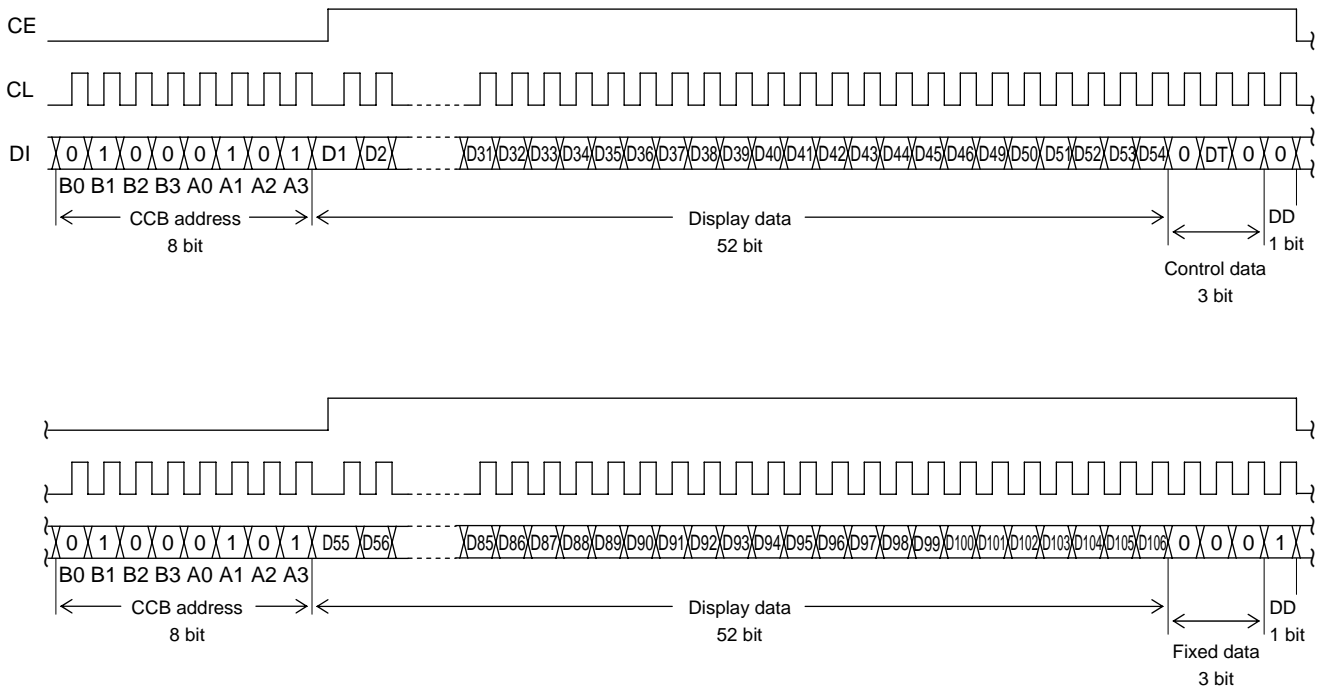 CE
CL
DI 0 1 0 0 0 1 0 1 D1 D2 D31 D32 D33 D34 D35 D36 D37 D38 D39 D40 D41 D42 D43 D44 D45 D46 D49 D50 D51 D52 D53 D54 0 DT 0 0
B0 B1 B2 B3 A0 A1 A2 A3
CCB address Display data DD
8 bit 52 bit 1 bit
Control data
3 bit
0 1 0 0 0 1 0 1 D55 D56 D85 D86 D87 D88 D89 D90 D91 D92 D93 D94 D95 D96 D97 D98 D99 D100 D101 D102 D103 D104 D105 D106 0 0 0 1
B0 B1 B2 B3 A0 A1 A2 A3
CCB address Display data DD
8 bit 52 bit 1 bit
Fixed data
3 bit